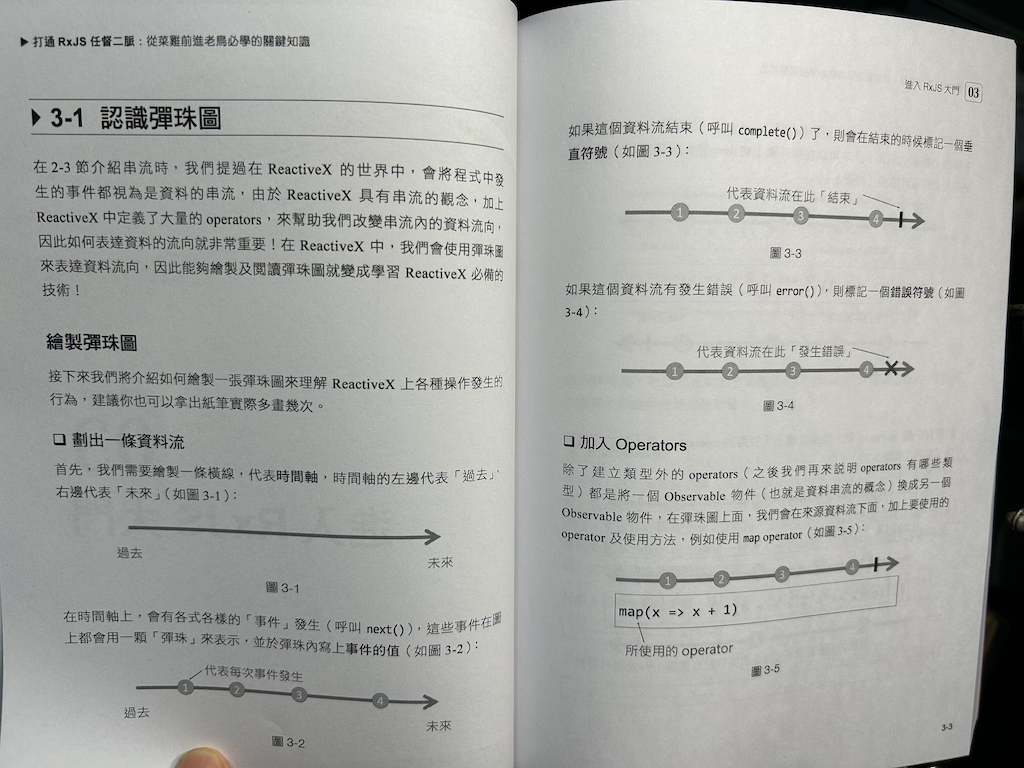 ▶ 打通 RxJS 任督二脈：從菜雞前進老鳥必學的關鍵知識
3-1 認識彈珠圖
在 2-3 節介紹串流時，我們提過在 ReactiveX 的世界中，會將程式中發
生的事件都視為是資料的串流，由於 ReactiveX 具有串流的觀念，加上
ReactiveX 中定義了大量的 operators，來幫助我們改變串流內的資料流向，
因此如何表達資料的流向就非常重要！在 ReactiveX 中，我們會使用彈珠圖
來表達資料流向，因此能夠繪製及閱讀彈珠圖就變成學習 ReactiveX 必備的
技術！
繪製彈珠圖
接下來我們將介紹如何繪製一張彈珠圖來理解 ReactiveX 上各種操作發生的
行為，建議你也可以拿出紙筆實際多畫幾次。
❏ 劃出一條資料流
首先，我們需要繪製一條橫線，代表時間軸，時間軸的左邊代表「過去」，
右邊代表「未來」（如圖 3-1）：
過去
未來
圖 3-1
在時間軸上，會有各式各樣的「事件」發生（呼叫 next()），這些事件在圖
上都會用一顆「彈珠」來表示，並於彈珠內寫上事件的值（如圖 3-2）：
代表每次事件發生
1 2 3 4
過去
未來
圖 3-2
進入 RxJS 大門 03
如果這個資料流結束（呼叫 complete()）了，則會在結束的時候標記一個垂
直符號（如圖 3-3）：
代表資料流在此「結束」
1 2 3 4
圖 3-3
如果這個資料流有發生錯誤（呼叫 error()），則標記一個錯誤符號（如圖
3-4）：
代表資料流在此「發生錯誤」
1 2 3 4
圖 3-4
❏ 加入 Operators
除了建立類型外的 operators（之後我們再來說明 operators 有哪些類
型）都是將一個 Observable 物件（也就是資料串流的概念）換成另一個
Observable 物件，在彈珠圖上面，我們會在來源資料流下面，加上要使用的
operator 及使用方法，例如使用 map operator（如圖 3-5）：
1 2 3 4
map(x => x + 1)
所使用的 operator
圖 3-5
3-3